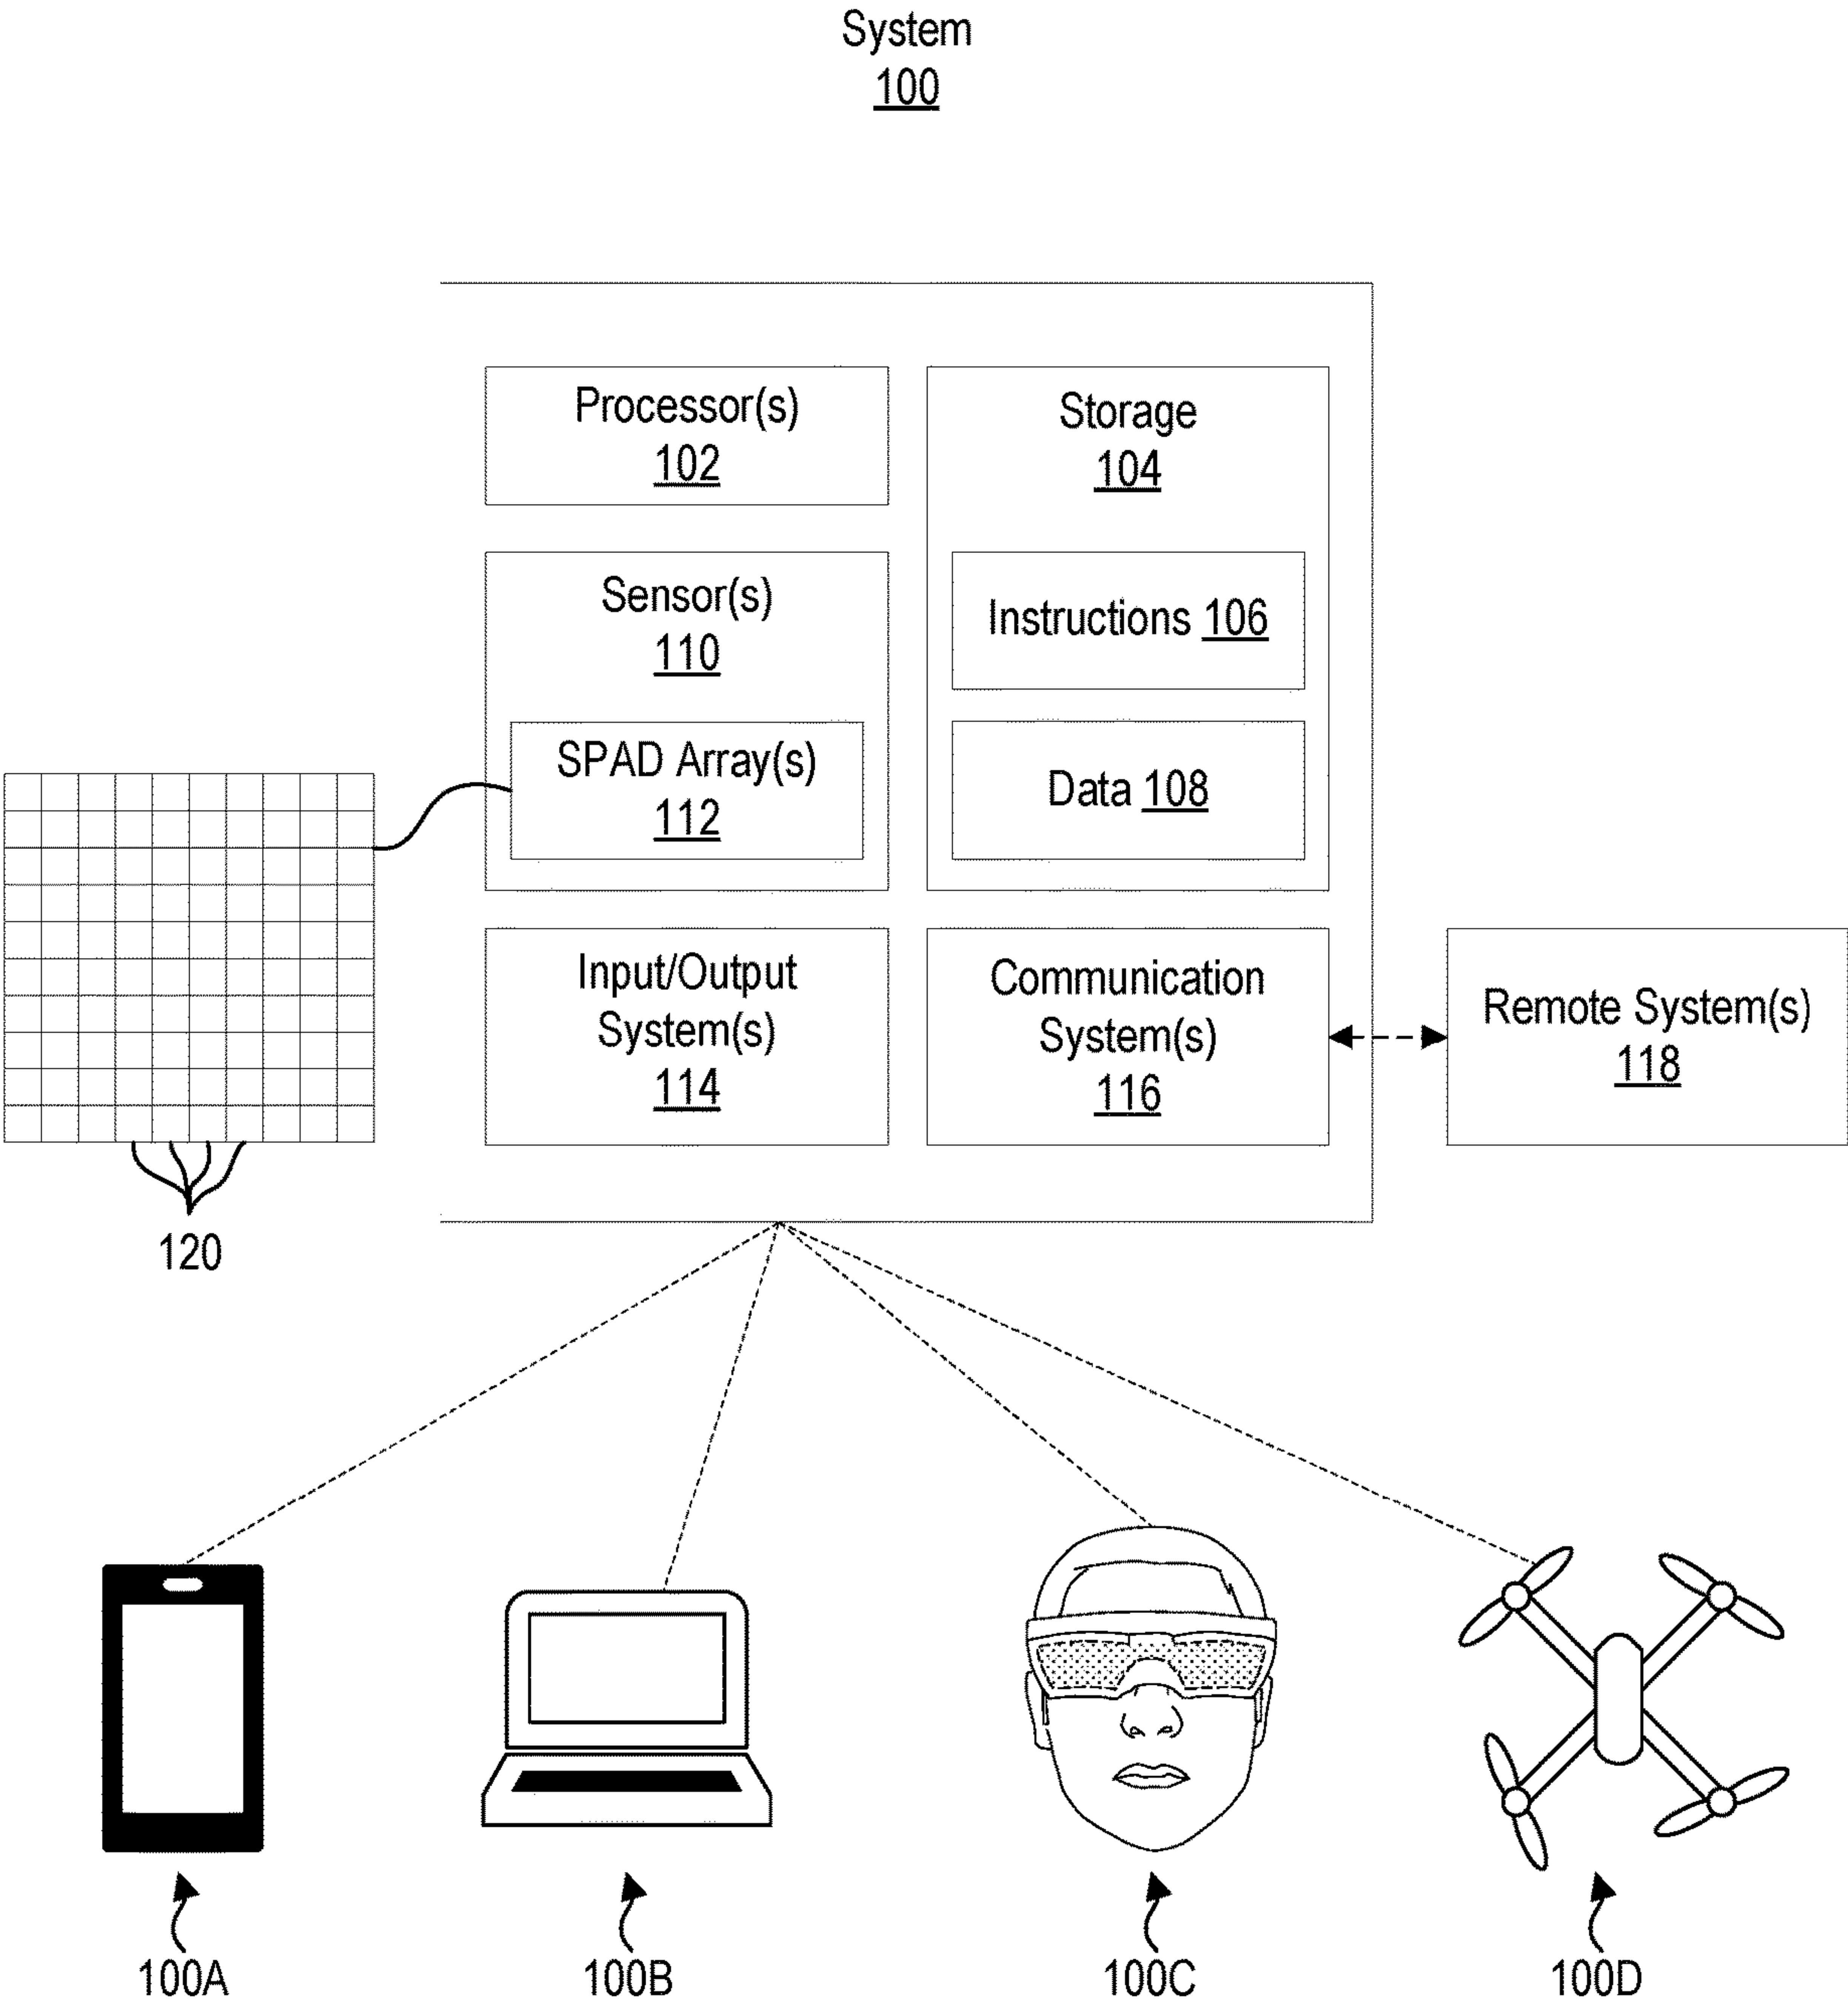 System
100
Processor(s)
102
Storage
104
Sensor(s)
110
Instructions 106
SPAD Array(s)
112
Data 108
Input/Output
System(s)
114
Communication
System(s)
116
Remote System(s)
118
120
100A
100B
100C
100D